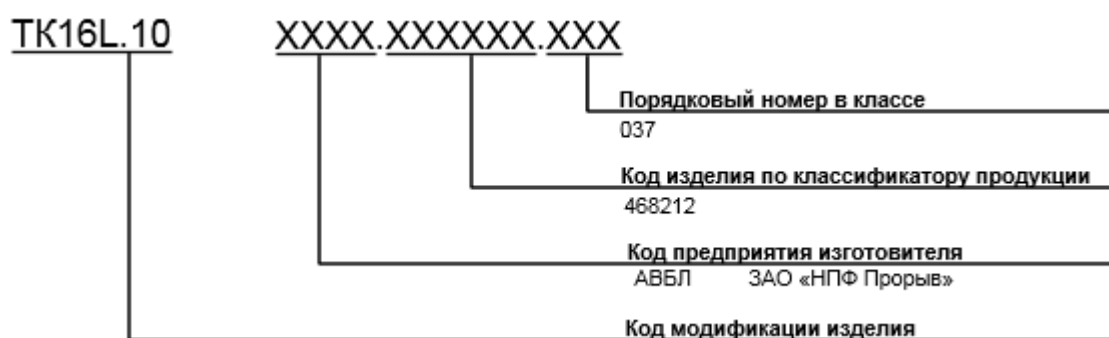 ТК16L.10 XXXX.XXXXXX.XXX
Порядковый номер в классе
037
Код изделия по классификатору продукции
468212
Код предприятия изготовителя
АВБЛ ЗАО «НПФ Прорыв»
Код модификации изделия